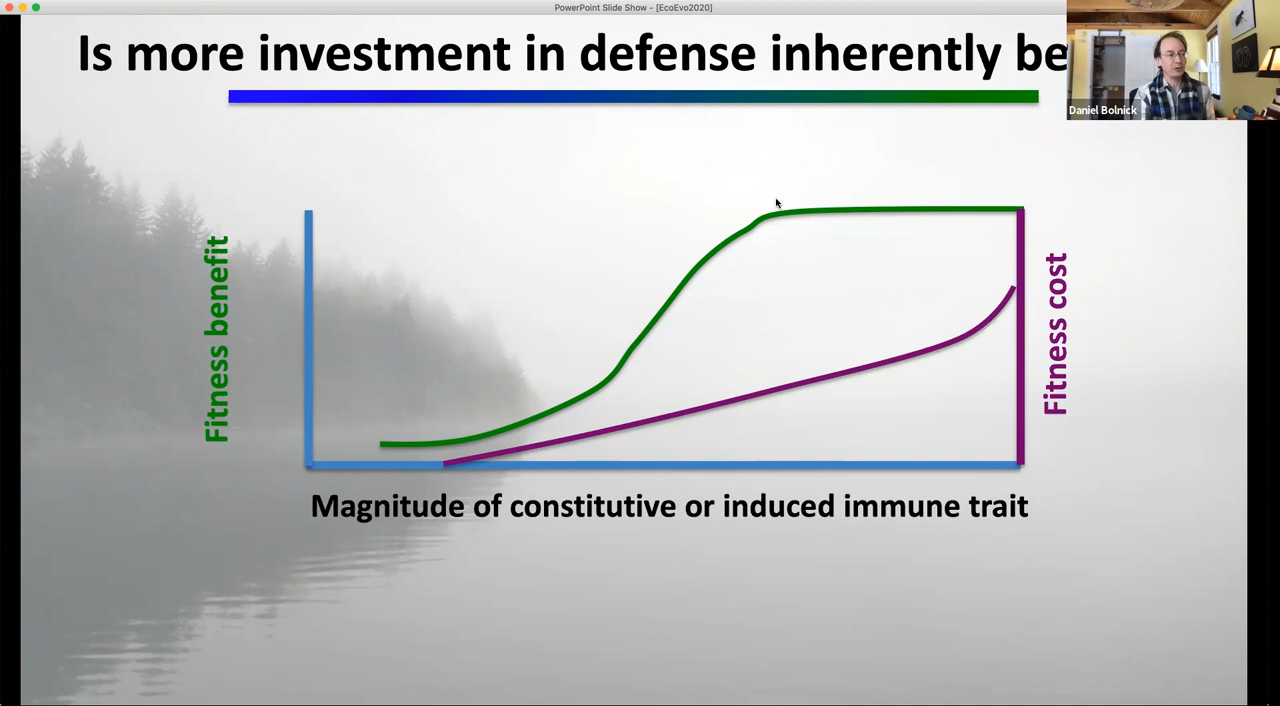 PowerPoint Slide Show - [EcoEvo2020]
Is more investment in defense inherently be
Daniel Bolnick
Fitness benefit
Fitness cost
Magnitude of constitutive or induced immune trait